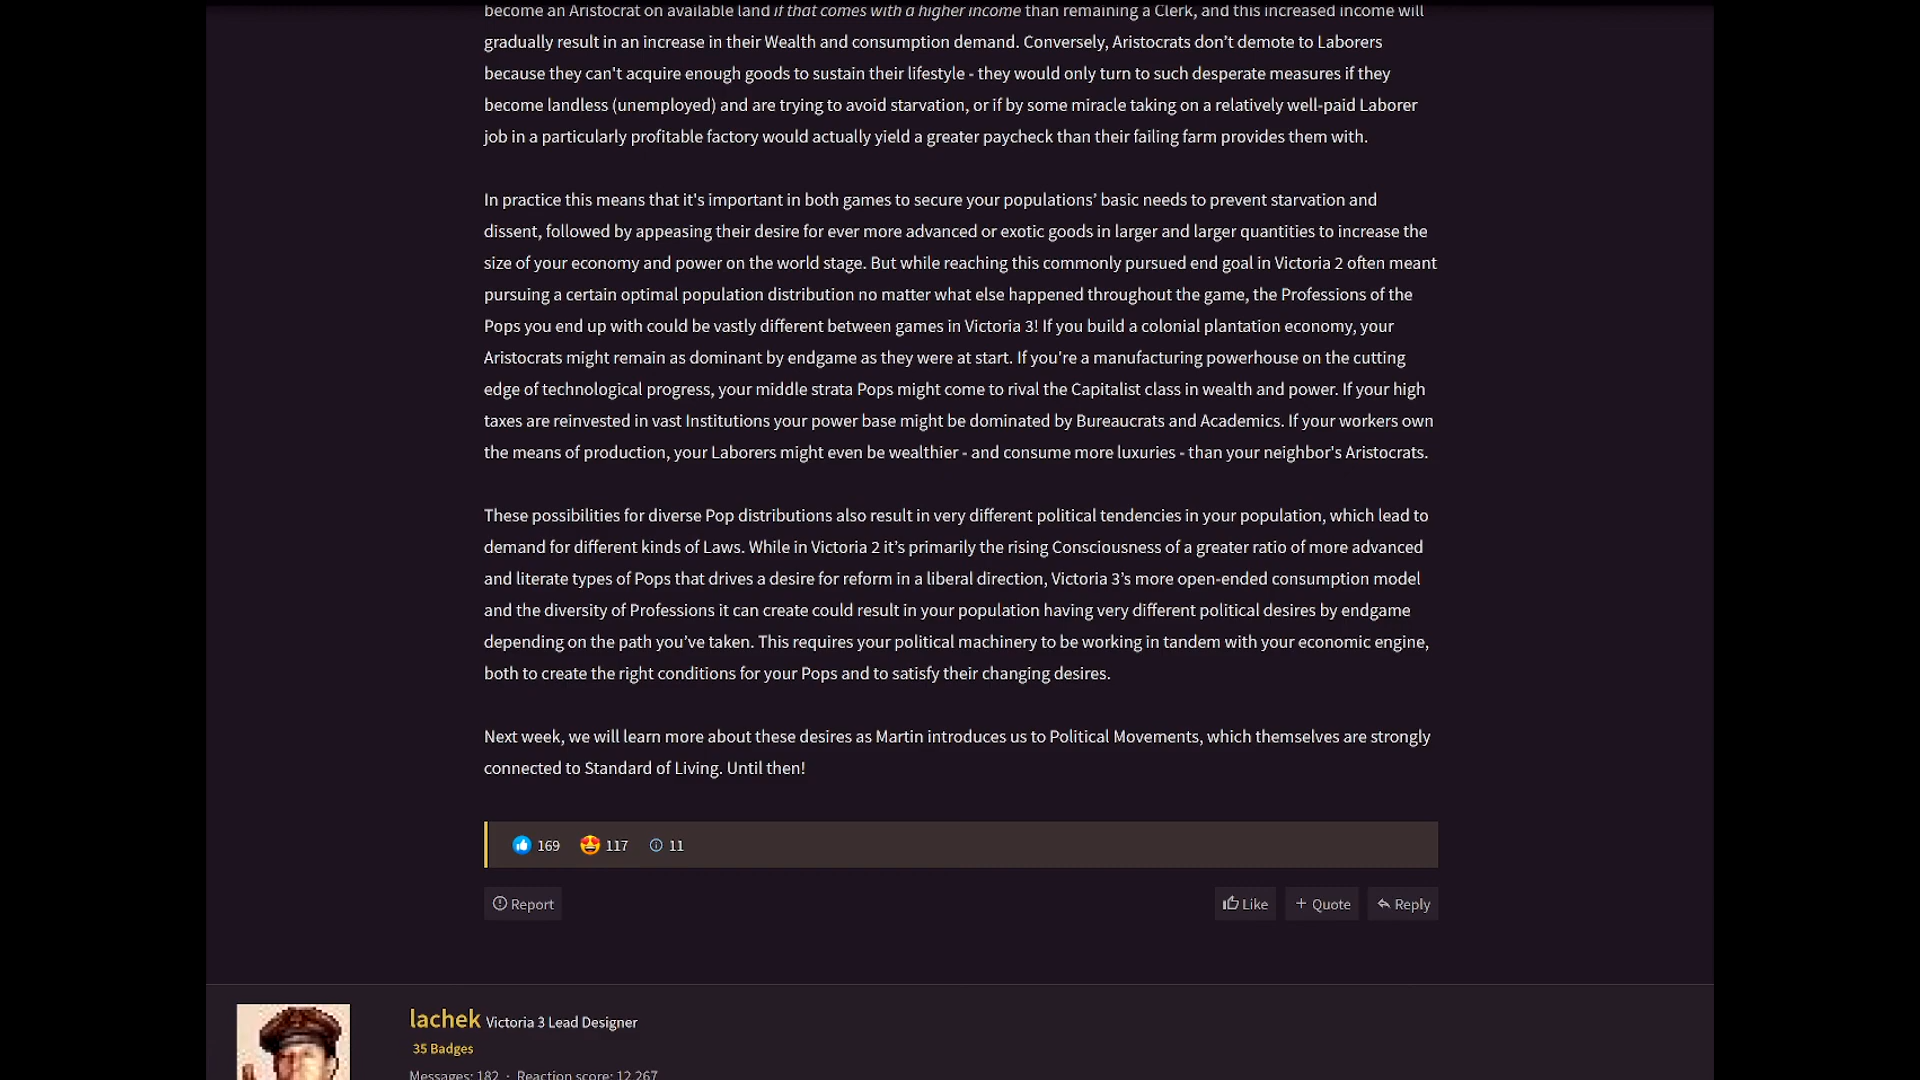 become an Aristocrat on available land if that comes with a higher income than remaining a Clerk, and this increased income will
gradually result in an increase in their Wealth and consumption demand. Conversely, Aristocrats don’t demote to Laborers
because they can't acquire enough goods to sustain their lifestyle - they would only turn to such desperate measures if they
become landless (unemployed) and are trying to avoid starvation, or if by some miracle taking on a relatively well-paid Laborer
job in a particularly profitable factory would actually yield a greater paycheck than their failing farm provides them with.
In practice this means that it's important in both games to secure your populations’ basic needs to prevent starvation and
dissent, followed by appeasing their desire for ever more advanced or exotic goods in larger and larger quantities to increase the
size of your economy and power on the world stage. But while reaching this commonly pursued end goal in Victoria 2 often meant
pursuing a certain optimal population distribution no matter what else happened throughout the game, the Professions of the
Pops you end up with could be vastly different between games in Victoria 3! If you build a colonial plantation economy, your
Aristocrats might remain as dominant by endgame as they were at start. If you're a manufacturing powerhouse on the cutting
edge of technological progress, your middle strata Pops might come to rival the Capitalist class in wealth and power. If your high
taxes are reinvested in vast Institutions your power base might be dominated by Bureaucrats and Academics. If your workers own
the means of production, your Laborers might even be wealthier - and consume more luxuries - than your neighbor's Aristocrats.
These possibilities for diverse Pop distributions also result in very different political tendencies in your population, which lead to
demand for different kinds of Laws. While in Victoria 2 it’s primarily the rising Consciousness of a greater ratio of more advanced
and literate types of Pops that drives a desire for reform in a liberal direction, Victoria 3’s more open-ended consumption model
and the diversity of Professions it can create could result in your population having very different political desires by endgame
depending on the path you’ve taken. This requires your political machinery to be working in tandem with your economic engine,
both to create the right conditions for your Pops and to satisfy their changing desires.
Next week, we will learn more about these desires as Martin introduces us to Political Movements, which themselves are strongly
connected to Standard of Living. Until then!
169 117 11
Report Like + Quote Reply
lachek Victoria 3 Lead Designer
35 Badges
Messages: 182 · Reaction score: 12.267